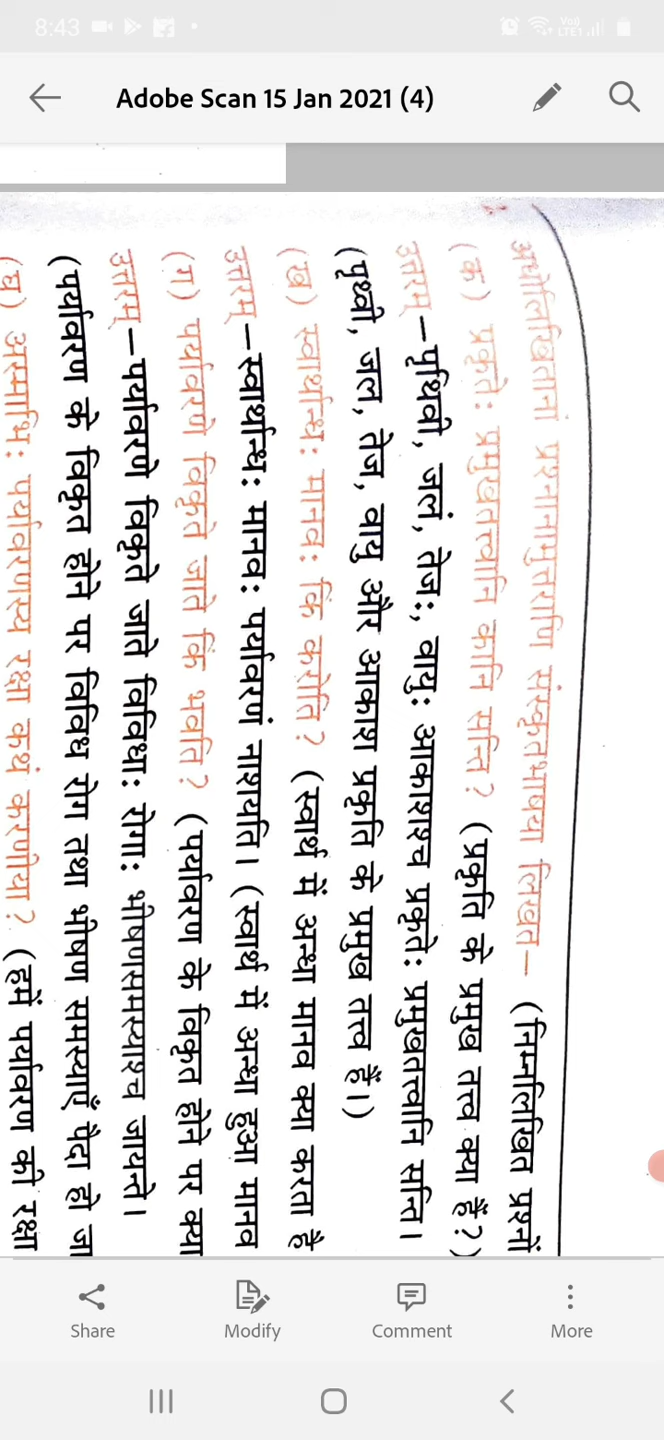 8:43
Vo)
LTE1
Adobe Scan 15 Jan 2021 (4)
अधोलिखितानां प्रश्नानामुत्तराणि संस्कृतभाषया लिखत— (निम्नलिखित प्रश्नों
(क) प्रकृतेः प्रमुखतत्त्वानि कानि सन्ति? (प्रकृति के प्रमुख तत्त्व क्या हैं?)
उत्तरम्—पृथिवी, जलं, तेजः, वायुः आकाशश्च प्रकृतेः प्रमुखतत्त्वानि सन्ति।
(पृथ्वी, जल, तेज, वायु और आकाश प्रकृति के प्रमुख तत्त्व हैं।)
(ख) स्वार्थान्धः मानवः किं करोति? (स्वार्थ में अन्धा मानव क्या करता है
उत्तरम्—स्वार्थान्धः मानवः पर्यावरणं नाशयति। (स्वार्थ में अन्धा हुआ मानव
(ग) पर्यावरणे विकृते जाते किं भवति? (पर्यावरण के विकृत होने पर क्या
उत्तरम्—पर्यावरणे विकृते जाते विविधाः रोगाः भीषणसमस्याश्च जायन्ते।
(पर्यावरण के विकृत होने पर विविध रोग तथा भीषण समस्याएँ पैदा हो जा
(घ) अस्माभिः पर्यावरणस्य रक्षा कथं करणीया? (हमें पर्यावरण की रक्षा
Share
Modify
Comment
More